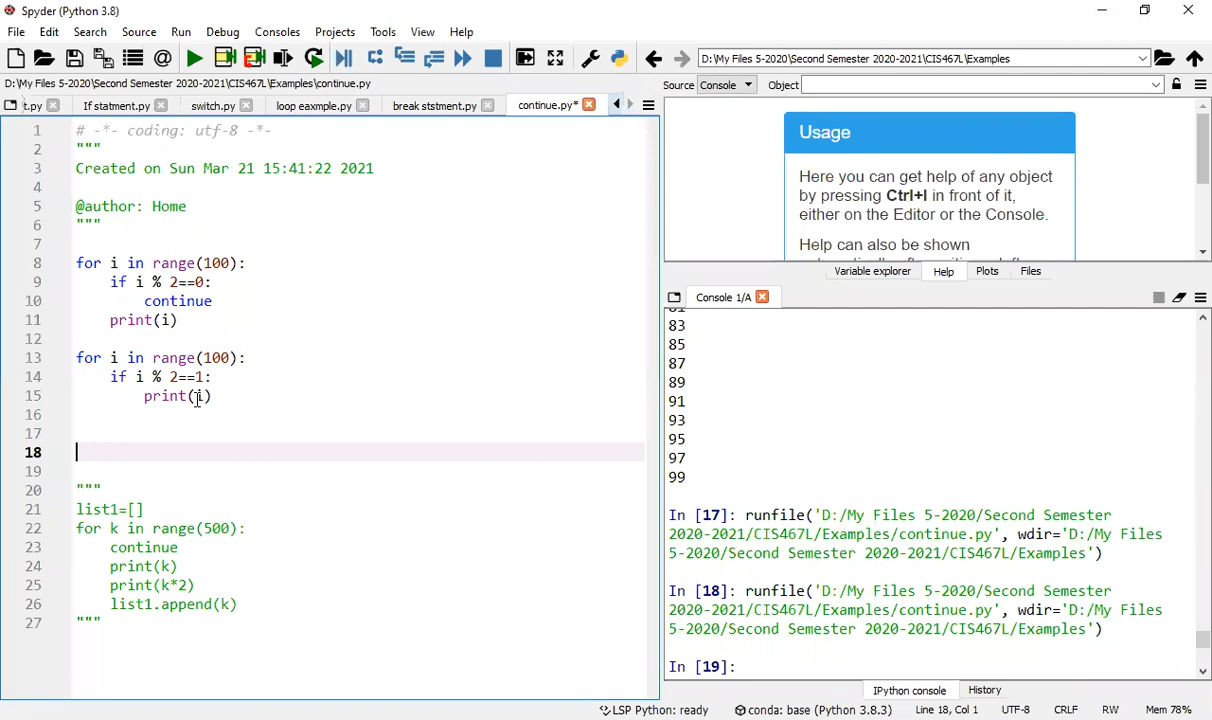 Spyder (Python 3.8)
File Edit Search Source Run Debug Consoles Projects Tools View Help
D:\My Files 5-2020\Second Semester 2020-2021\CIS467L\Examples
D:\My Files 5-2020\Second Semester 2020-2021\CIS467L\Examples\continue.py
t.py If statment.py switch.py loop eaxmple.py break ststment.py continue.py*
1 # -*- coding: utf-8 -*-
2 """
3 Created on Sun Mar 21 15:41:22 2021
4
5 @author: Home
6 """
7
8 for i in range(100):
9 if i % 2==0:
10 continue
11 print(i)
12
13 for i in range(100):
14 if i % 2==1:
15 print(i)
16
17
18
19
20 """
21 list1=[]
22 for k in range(500):
23 continue
24 print(k)
25 print(k*2)
26 list1.append(k)
27 """
Source Console Object
Usage
Here you can get help of any object
by pressing Ctrl+I in front of it,
either on the Editor or the Console.
Help can also be shown
Variable explorer Help Plots Files
Console 1/A
81
83
85
87
89
91
93
95
97
99
In [17]: runfile('D:/My Files 5-2020/Second Semester
2020-2021/CIS467L/Examples/continue.py', wdir='D:/My Files
5-2020/Second Semester 2020-2021/CIS467L/Examples')
In [18]: runfile('D:/My Files 5-2020/Second Semester
2020-2021/CIS467L/Examples/continue.py', wdir='D:/My Files
5-2020/Second Semester 2020-2021/CIS467L/Examples')
In [19]:
IPython console History
LSP Python: ready conda: base (Python 3.8.3) Line 18, Col 1 UTF-8 CRLF RW Mem 78%